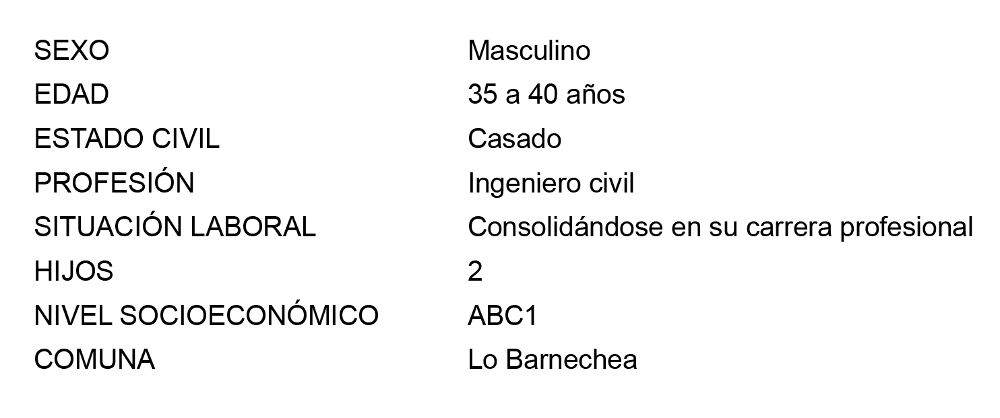 SEXO Masculino
EDAD 35 a 40 años
ESTADO CIVIL Casado
PROFESIÓN Ingeniero civil
SITUACIÓN LABORAL Consolidándose en su carrera profesional
HIJOS 2
NIVEL SOCIOECONÓMICO ABC1
COMUNA Lo Barnechea